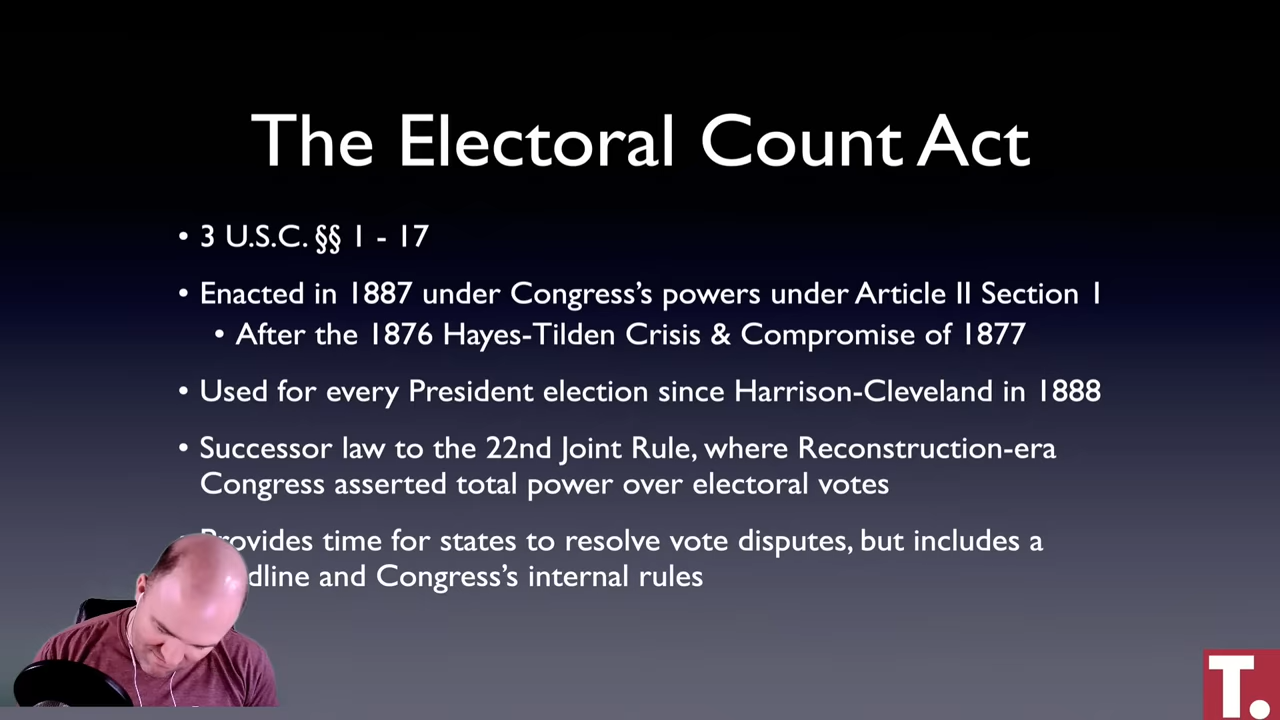 The Electoral Count Act
• 3 U.S.C. §§ 1 - 17
• Enacted in 1887 under Congress’s powers under Article II Section 1
• After the 1876 Hayes-Tilden Crisis & Compromise of 1877
• Used for every President election since Harrison-Cleveland in 1888
• Successor law to the 22nd Joint Rule, where Reconstruction-era
Congress asserted total power over electoral votes
• Provides time for states to resolve vote disputes, but includes a
dline and Congress’s internal rules
T.